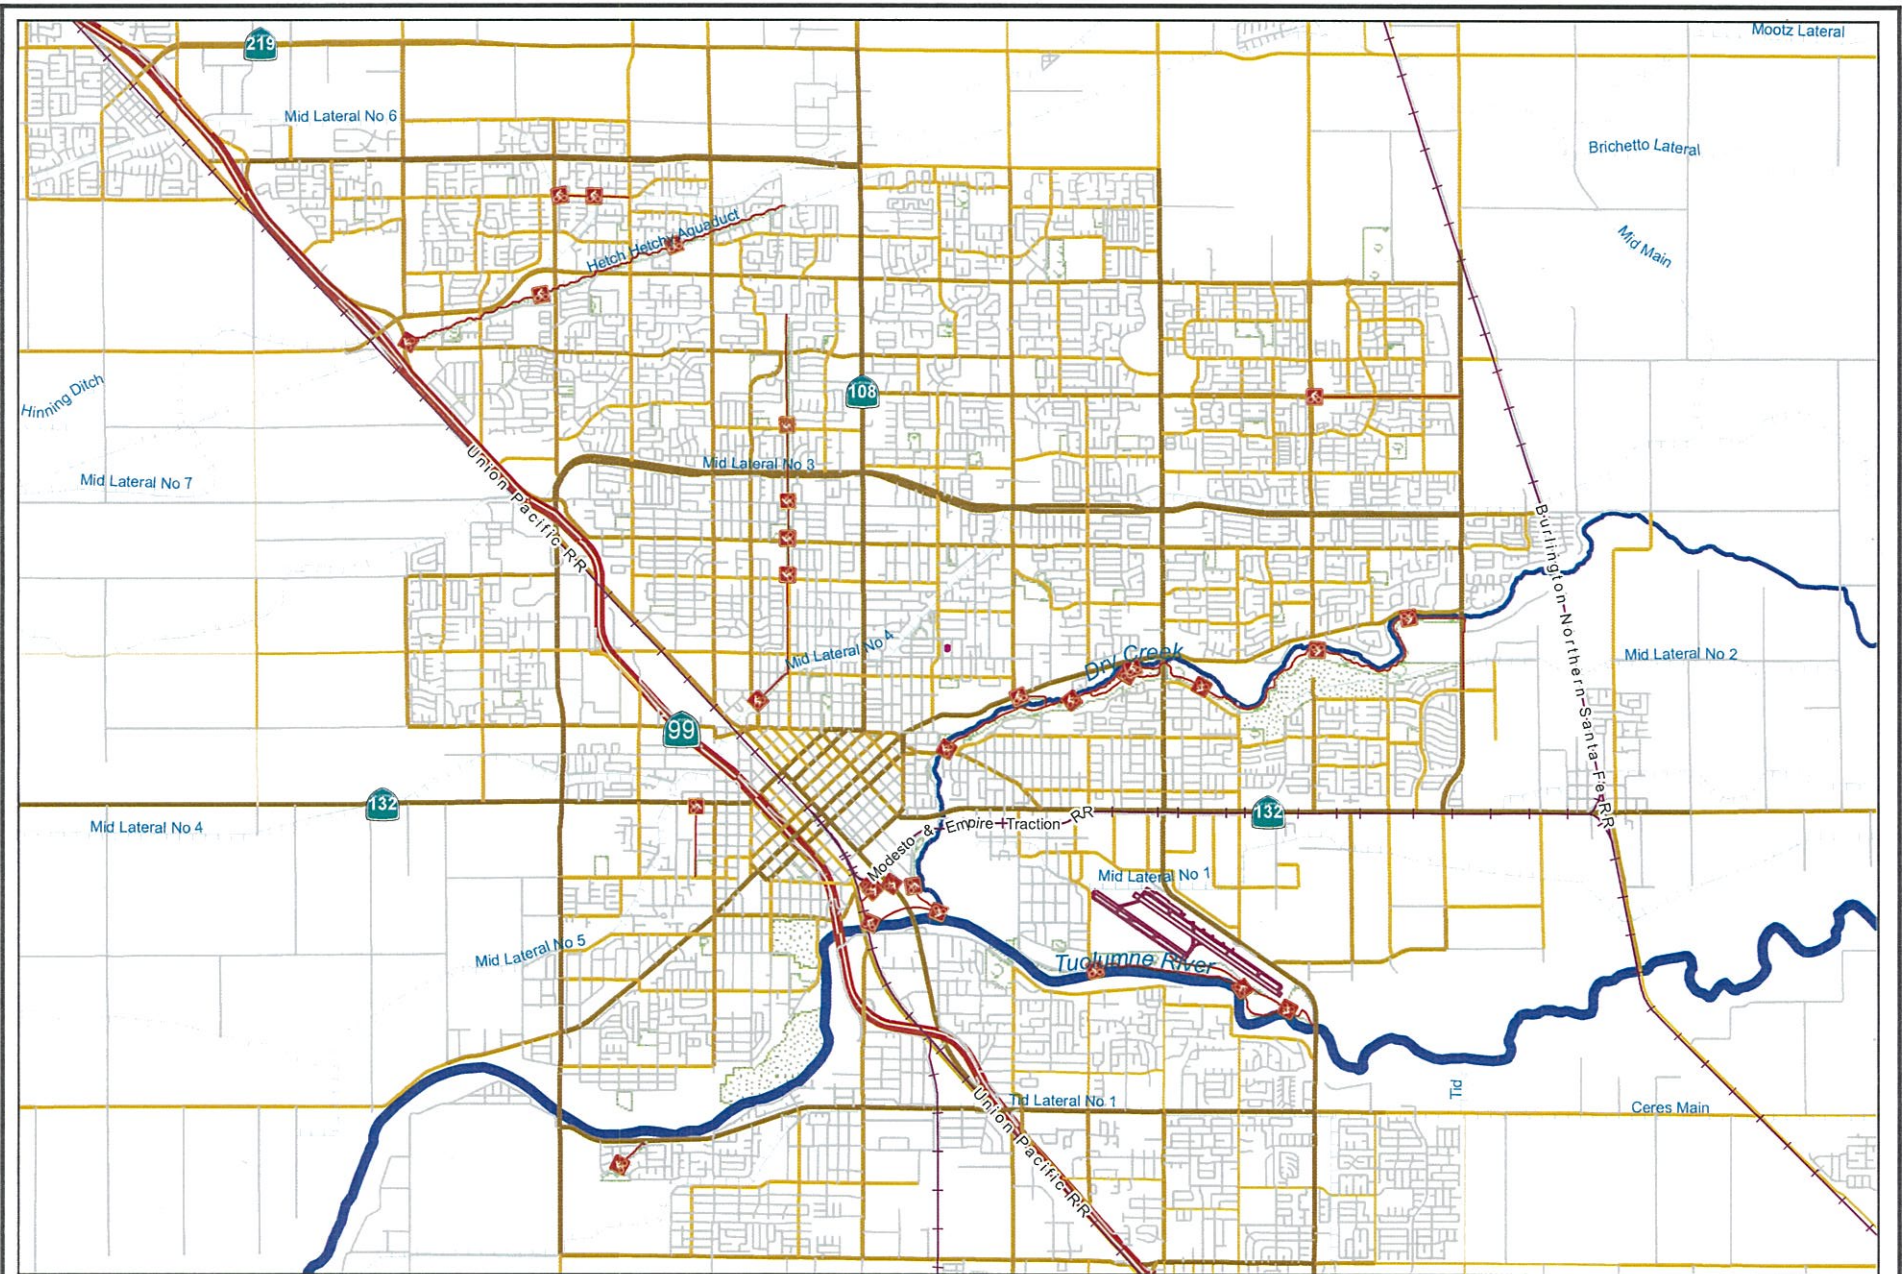 Mootz Lateral
219
Mid Lateral No 6
Brichetto Lateral
Hetch Hetchy Aquaduct
Mid Main
Hinning Ditch
108
Union Pacific RR
Mid Lateral No 3
Mid Lateral No 7
Burlington Northern Santa Fe RR
Mid Lateral No 4
Dry Creek
Mid Lateral No 2
99
132
132
Mid Lateral No 4
Modesto & Empire Traction RR
Mid Lateral No 1
Mid Lateral No 5
Tuolumne River
Union Pacific RR
Tid Lateral No 1
Tid
Ceres Main